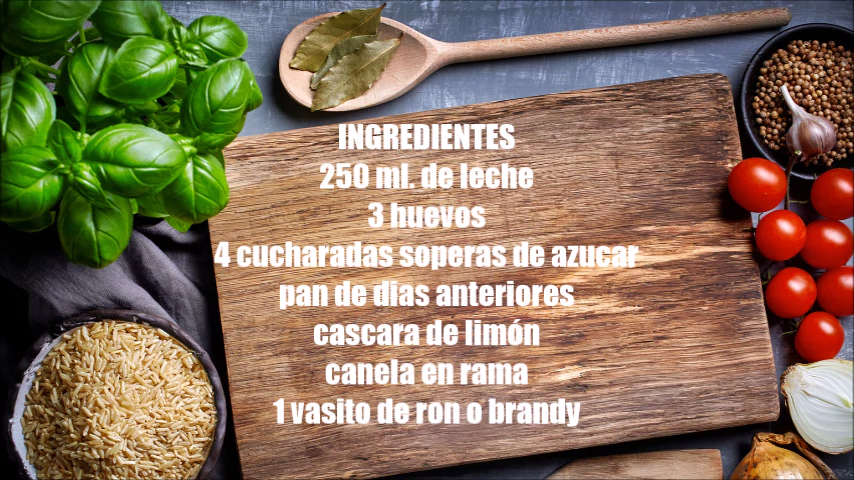 INGREDIENTES
250 ml. de leche
3 huevos
4 cucharadas soperas de azucar
pan de dias anteriores
cascara de limón
canela en rama
1 vasito de ron o brandy